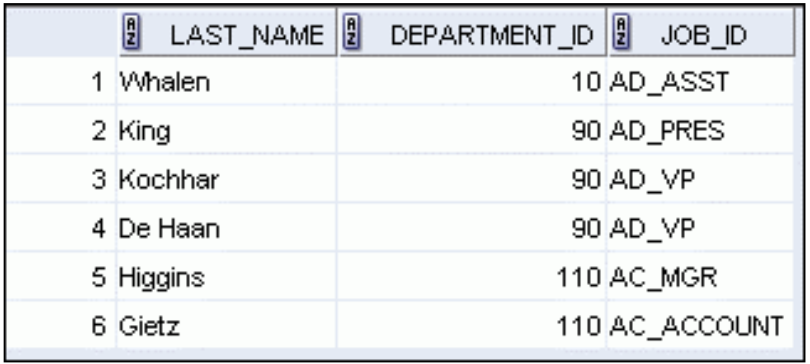 LAST_NAME DEPARTMENT_ID JOB_ID
1 Whalen 10 AD_ASST
2 King 90 AD_PRES
3 Kochhar 90 AD_VP
4 De Haan 90 AD_VP
5 Higgins 110 AC_MGR
6 Gietz 110 AC_ACCOUNT